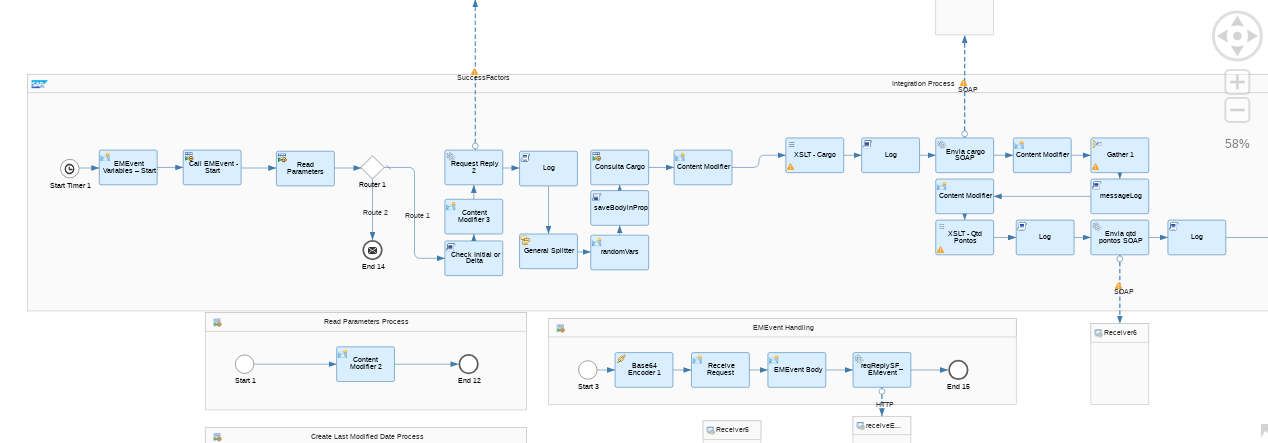 SuccessFactors
SAP
Integration Process
SOAP
58%
EMEvent
Variables – Start
Call EMEvent -
Start
Read
Parameters
Start Timer 1
Router 1
Route 2
Route 1
End 14
Request Reply
2
Content
Modifier 3
Check Initial or
Delta
Log
General Splitter
Consulta Cargo
saveBodyInProp
randomVars
Content Modifier
XSLT - Cargo
Log
Envia cargo
SOAP
Content Modifier
Gather 1
Content Modifier
messageLog
XSLT - Qtd
Pontos
Log
Envia qtd
pontos SOAP
Log
SOAP
Receiver6
Read Parameters Process
Start 1
Content
Modifier 2
End 12
EMEvent Handling
Start 3
Base64
Encoder 1
Receive
Request
EMEvent Body
reqReplySF_
EMevent
End 15
HTTP
receiveE...
Receiver5
Create Last Modified Date Process